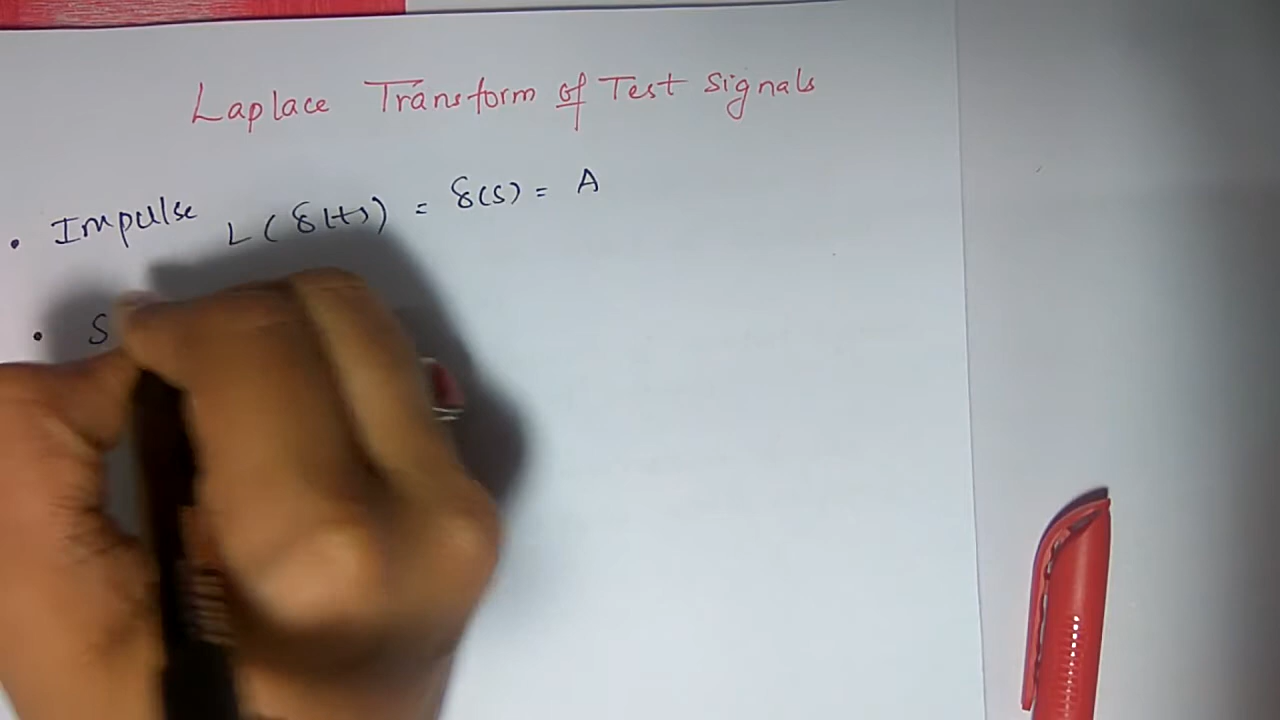 Laplace Transform of Test Signals
• Impulse L(δ(t)) = δ(s) = A
• S